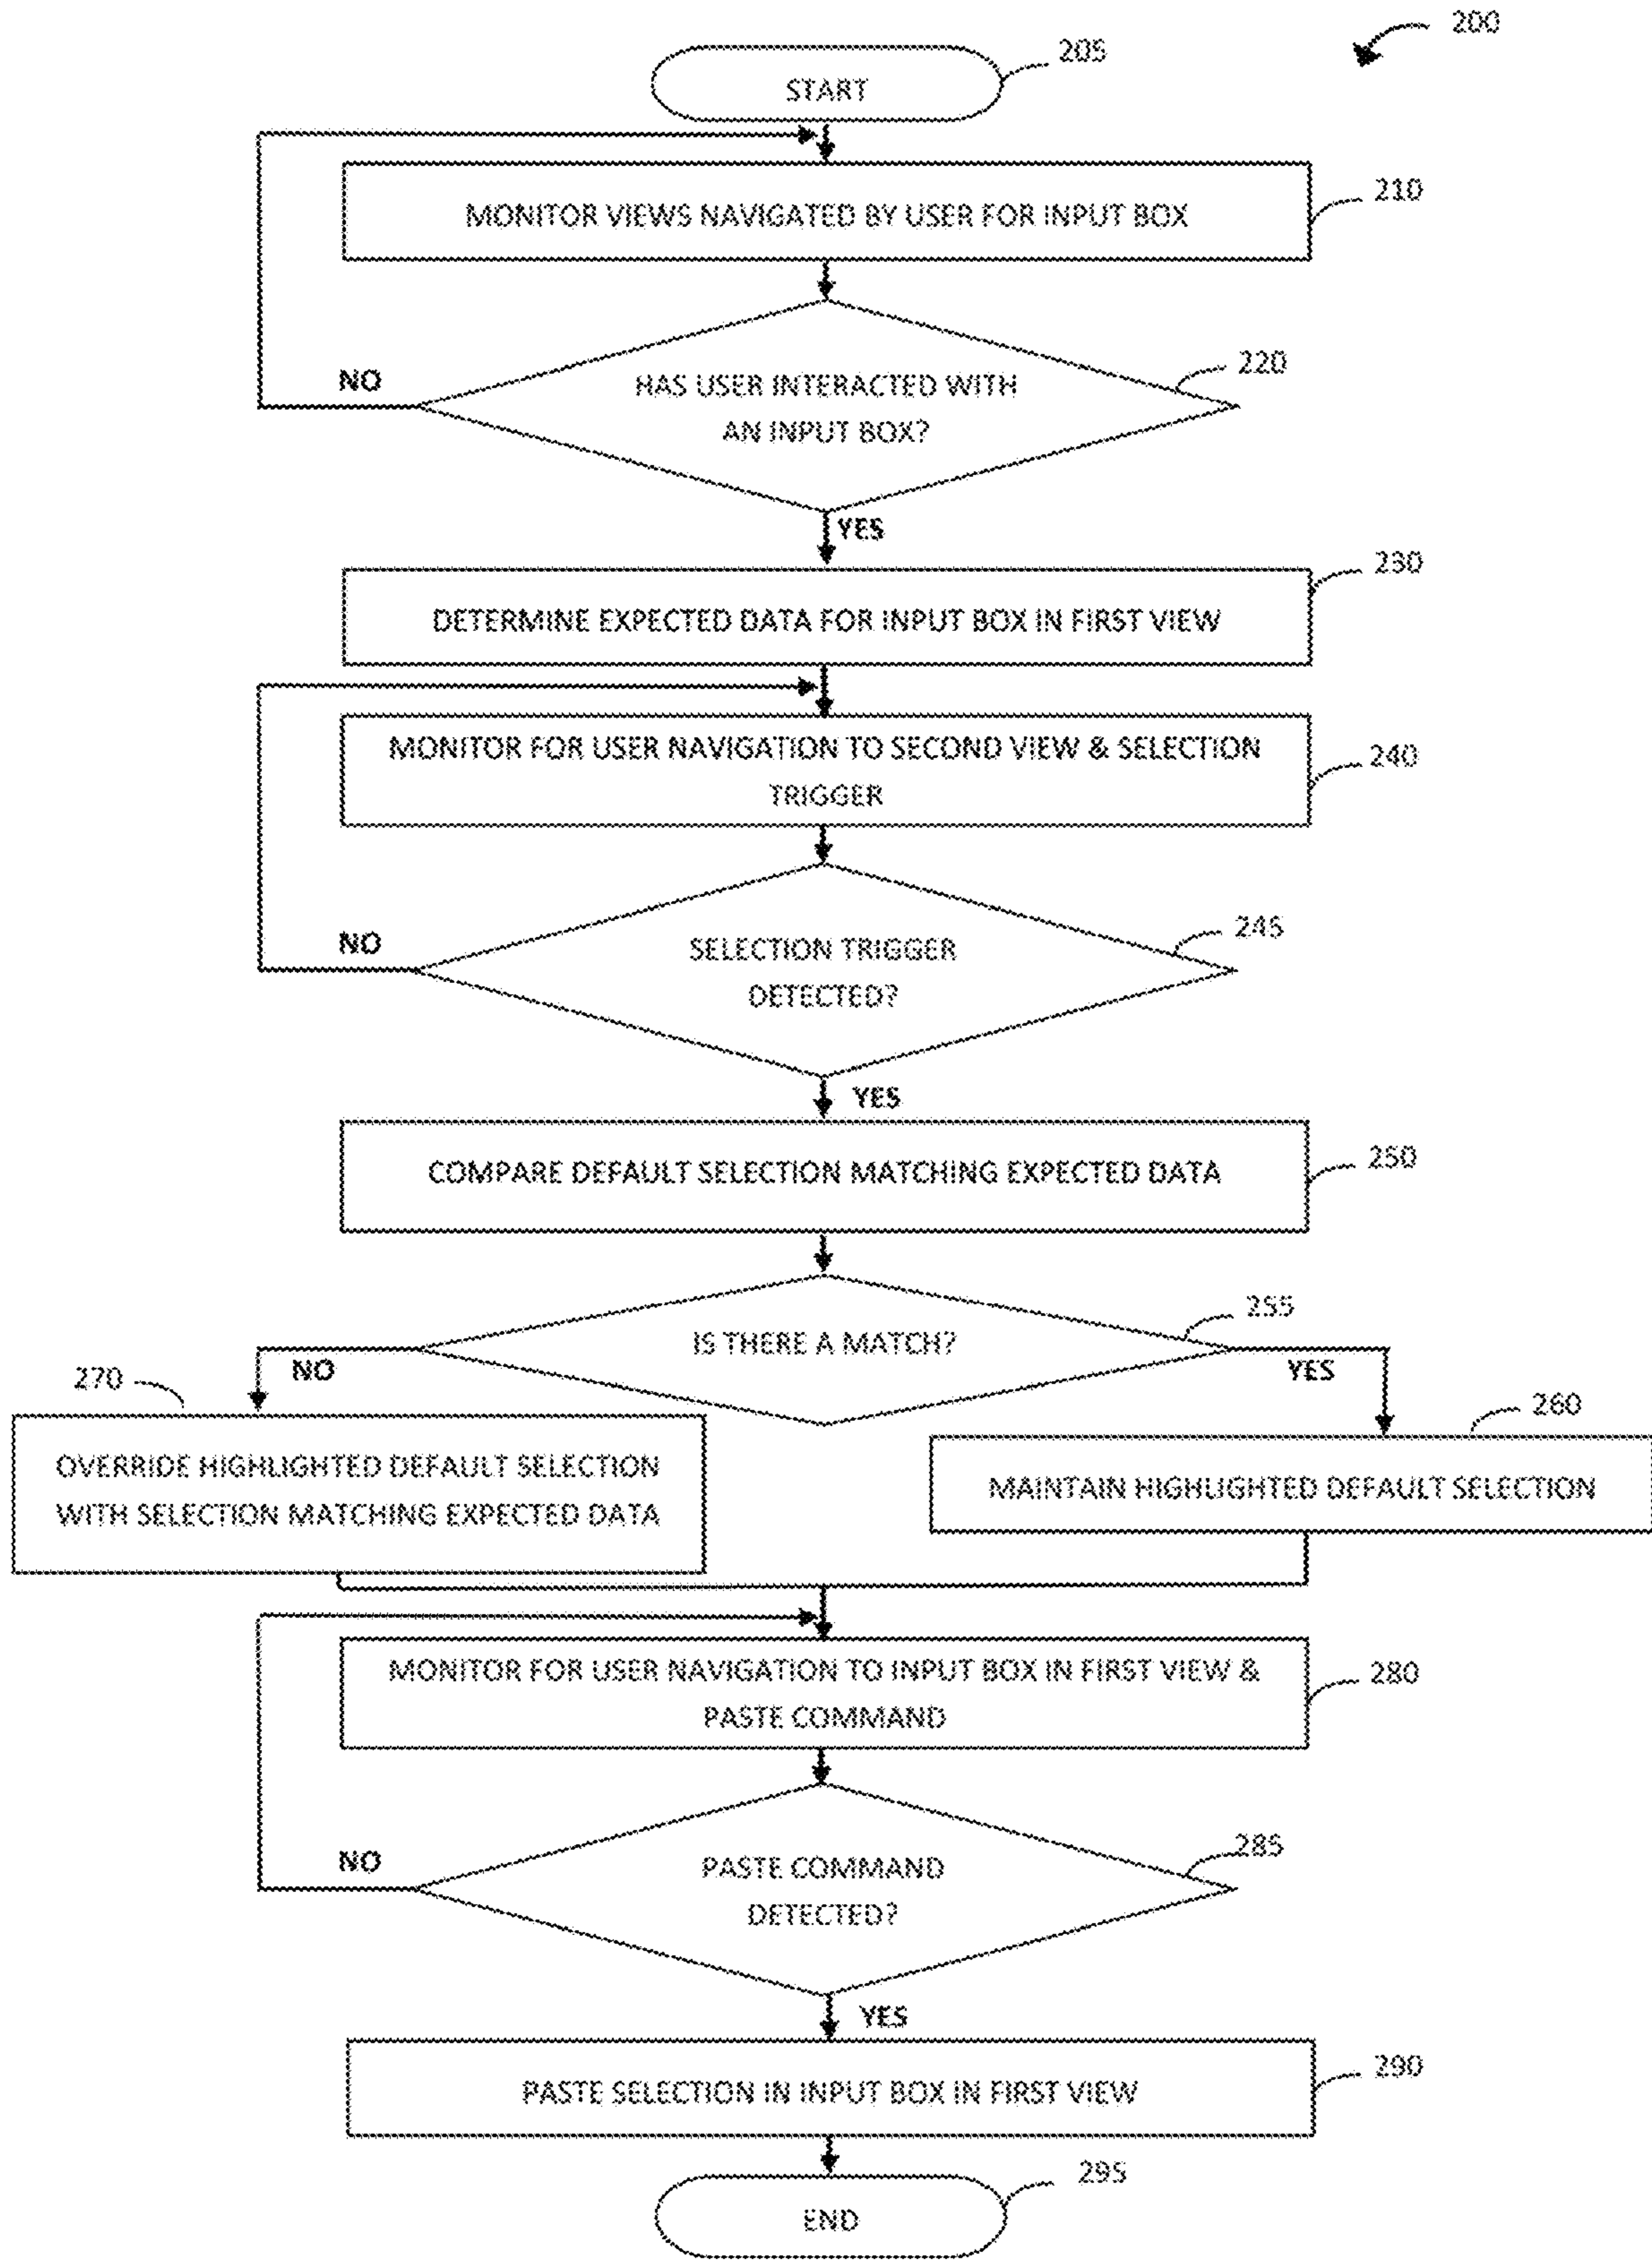 200
205
START
210
MONITOR VIEWS NAVIGATED BY USER FOR INPUT BOX
220
NO
HAS USER INTERACTED WITH
AN INPUT BOX?
YES
230
DETERMINE EXPECTED DATA FOR INPUT BOX IN FIRST VIEW
240
MONITOR FOR USER NAVIGATION TO SECOND VIEW & SELECTION
TRIGGER
245
NO
SELECTION TRIGGER
DETECTED?
YES
250
COMPARE DEFAULT SELECTION MATCHING EXPECTED DATA
255
IS THERE A MATCH?
NO
YES
270
260
OVERRIDE HIGHLIGHTED DEFAULT SELECTION
WITH SELECTION MATCHING EXPECTED DATA
MAINTAIN HIGHLIGHTED DEFAULT SELECTION
280
MONITOR FOR USER NAVIGATION TO INPUT BOX IN FIRST VIEW &
PASTE COMMAND
285
NO
PASTE COMMAND
DETECTED?
YES
290
PASTE SELECTION IN INPUT BOX IN FIRST VIEW
295
END